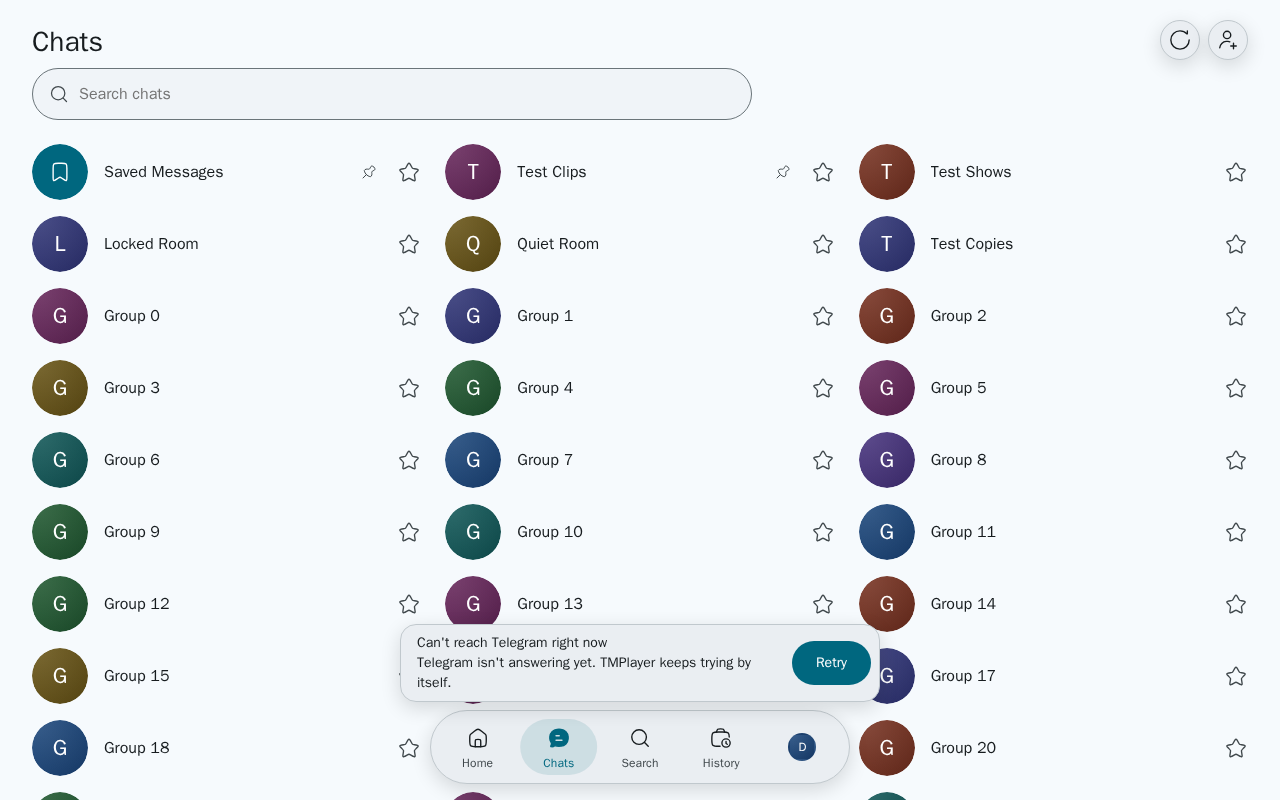 Chats
Search chats
Saved Messages
T
Test Clips
T
Test Shows
L
Locked Room
Q
Quiet Room
T
Test Copies
G
Group 0
G
Group 1
G
Group 2
G
Group 3
G
Group 4
G
Group 5
G
Group 6
G
Group 7
G
Group 8
G
Group 9
G
Group 10
G
Group 11
G
Group 12
G
Group 13
G
Group 14
G
Group 15
G
Group 17
Can't reach Telegram right now
Telegram isn't answering yet. TMPlayer keeps trying by
itself.
Retry
G
Group 18
G
Group 20
Home
Chats
Search
History
D